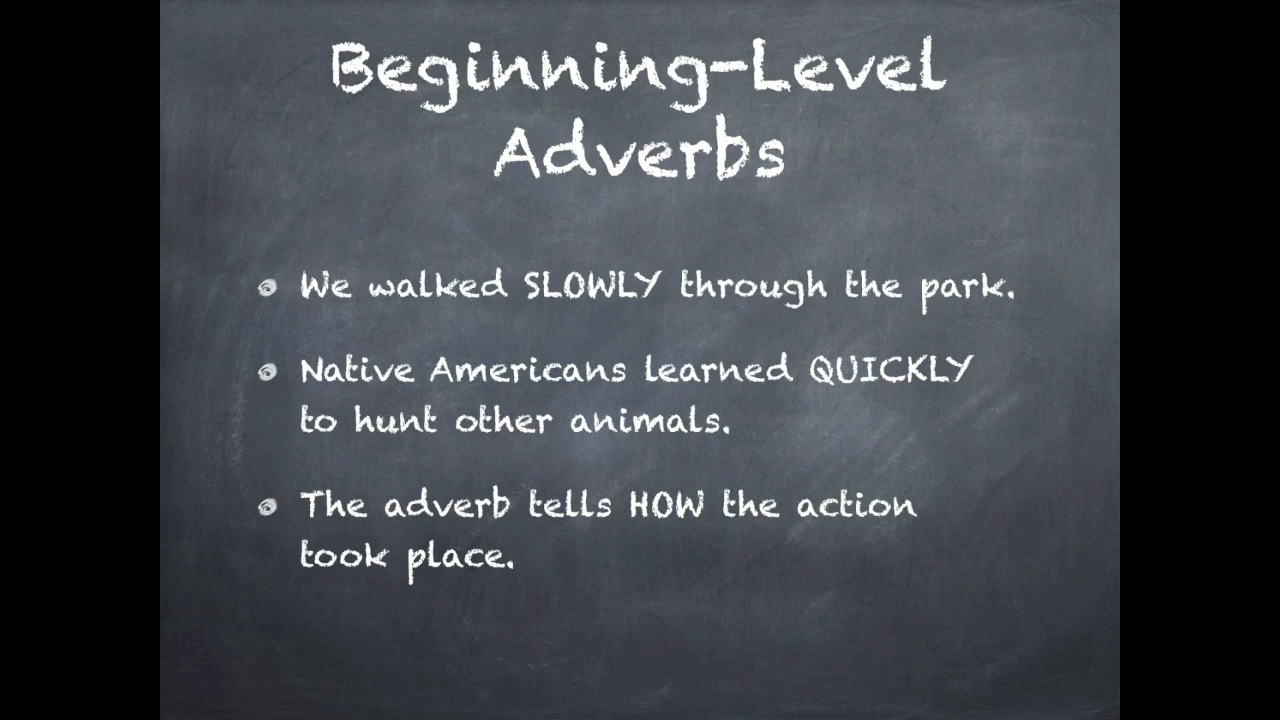 Beginning-Level
Adverbs
We walked SLOWLY through the park.
Native Americans learned QUICKLY
to hunt other animals.
The adverb tells HOW the action
took place.